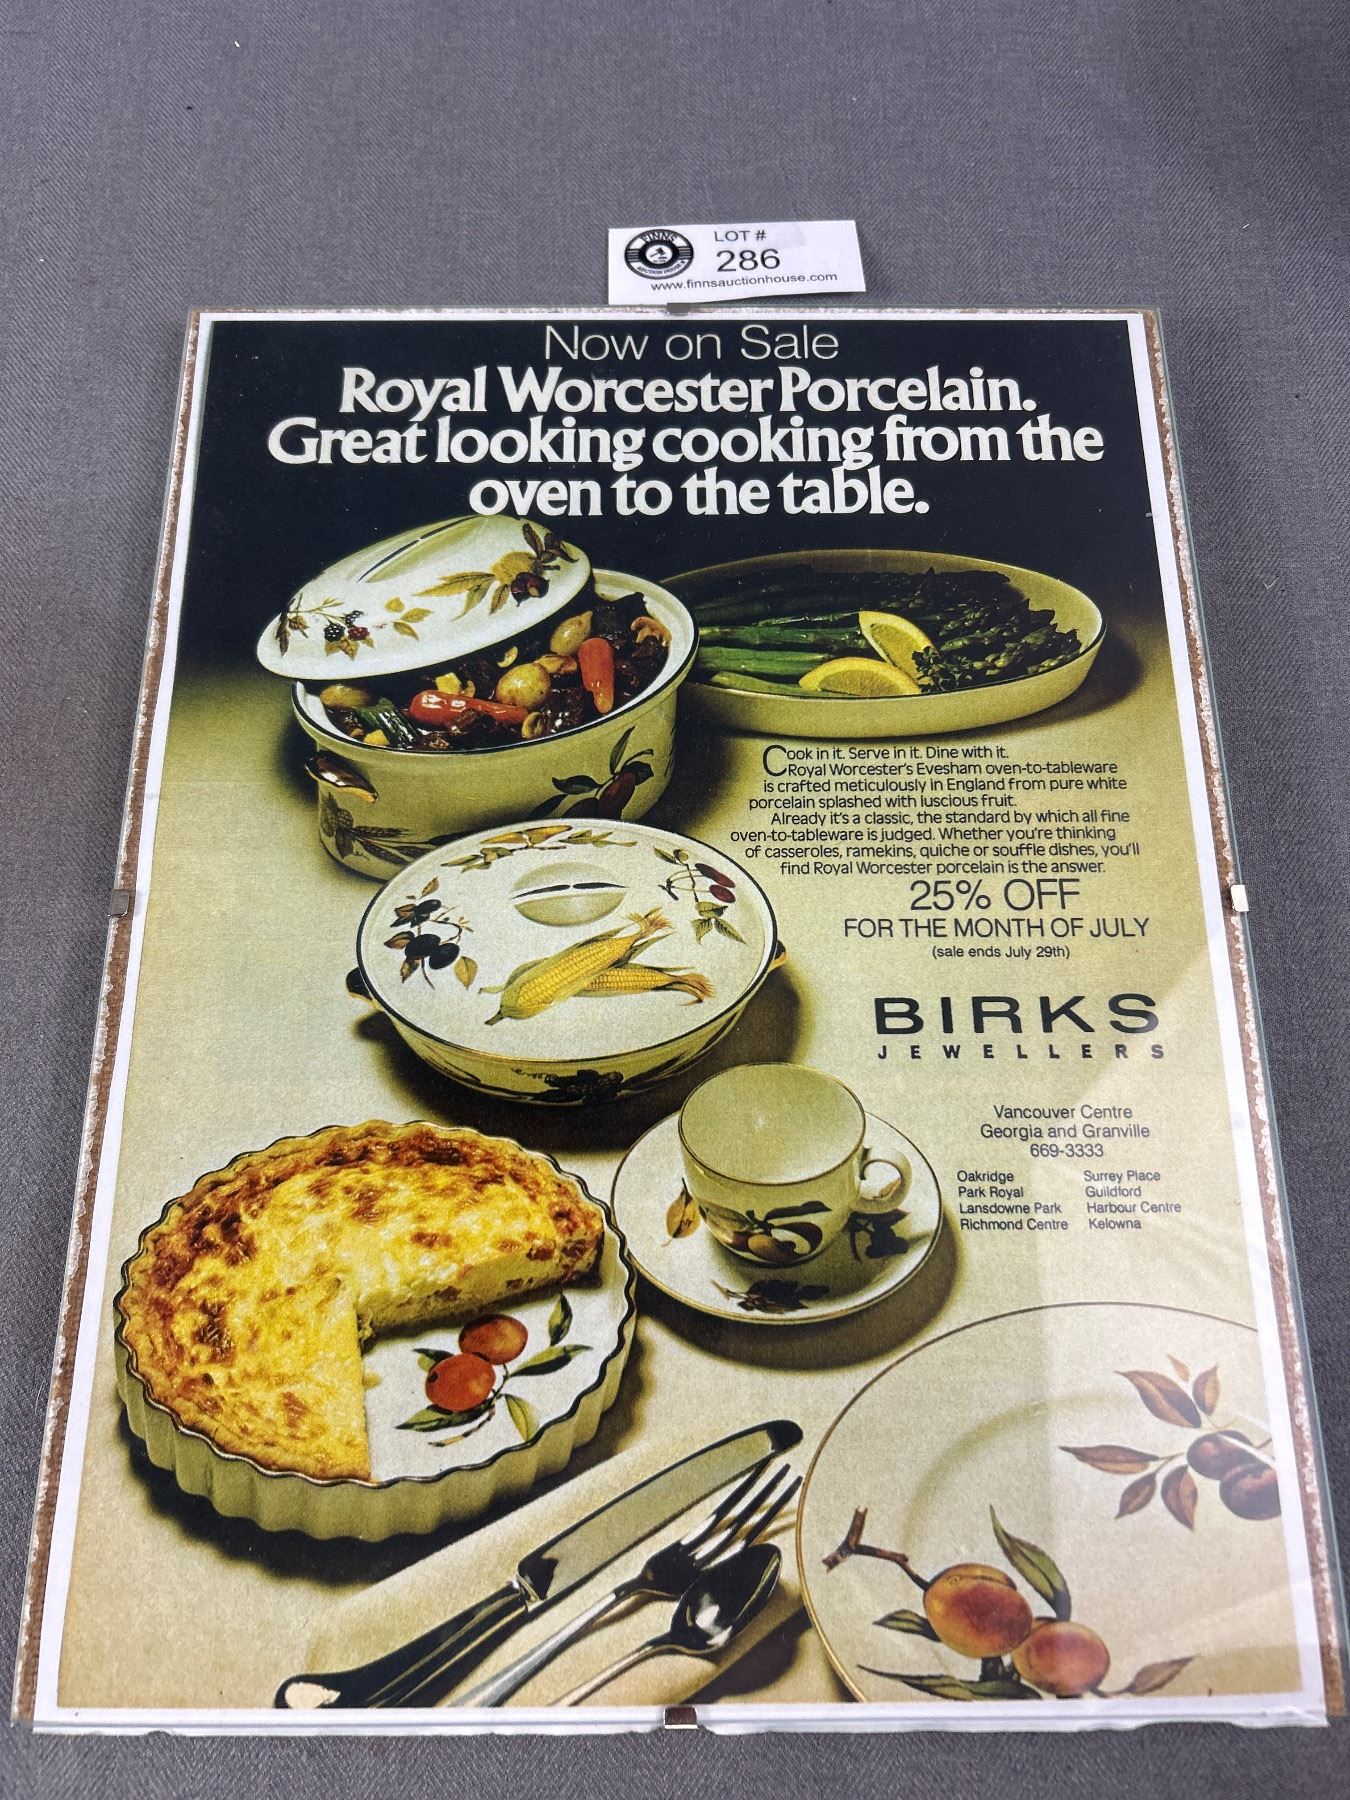 FINNS
AUCTION HOUSE
LOT #
286
www.finnsauctionhouse.com
Now on Sale
Royal Worcester Porcelain.
Great looking cooking from the
oven to the table.
Cook in it. Serve in it. Dine with it.
Royal Worcester's Evesham oven-to-tableware
is crafted meticulously in England from pure white
porcelain splashed with luscious fruit.
Already it's a classic, the standard by which all fine
oven-to-tableware is judged. Whether you're thinking
of casseroles, ramekins, quiche or souffle dishes, you'll
find Royal Worcester porcelain is the answer.
25% OFF
FOR THE MONTH OF JULY
(sale ends July 29th)
BIRKS
JEWELLERS
Vancouver Centre
Georgia and Granville
669-3333
Oakridge Surrey Place
Park Royal Guildford
Lansdowne Park Harbour Centre
Richmond Centre Kelowna